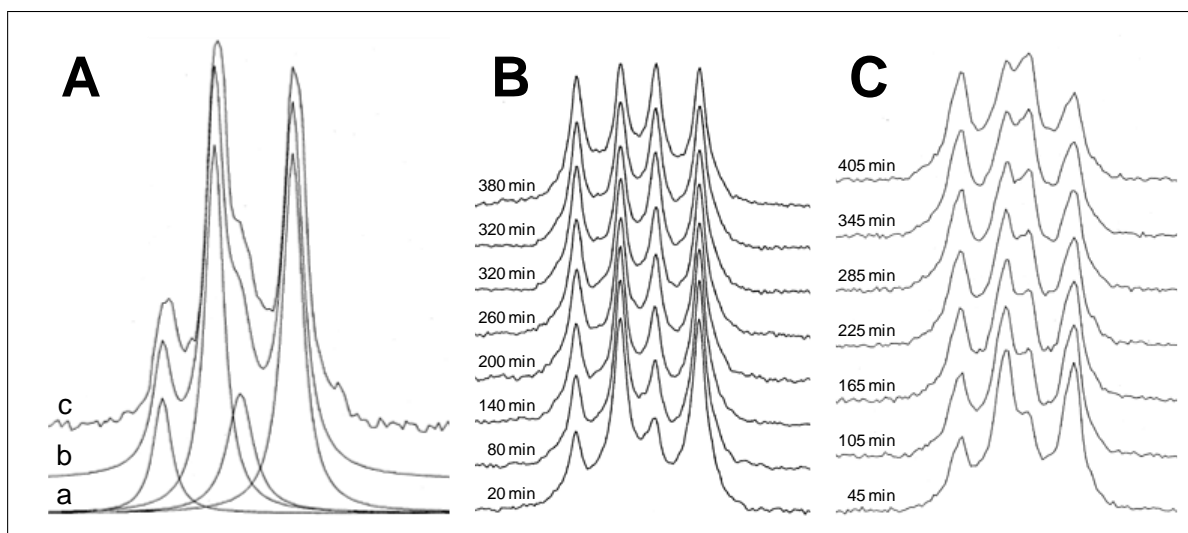 A
c
b
a
B
380 min
320 min
320 min
260 min
200 min
140 min
80 min
20 min
C
405 min
345 min
285 min
225 min
165 min
105 min
45 min